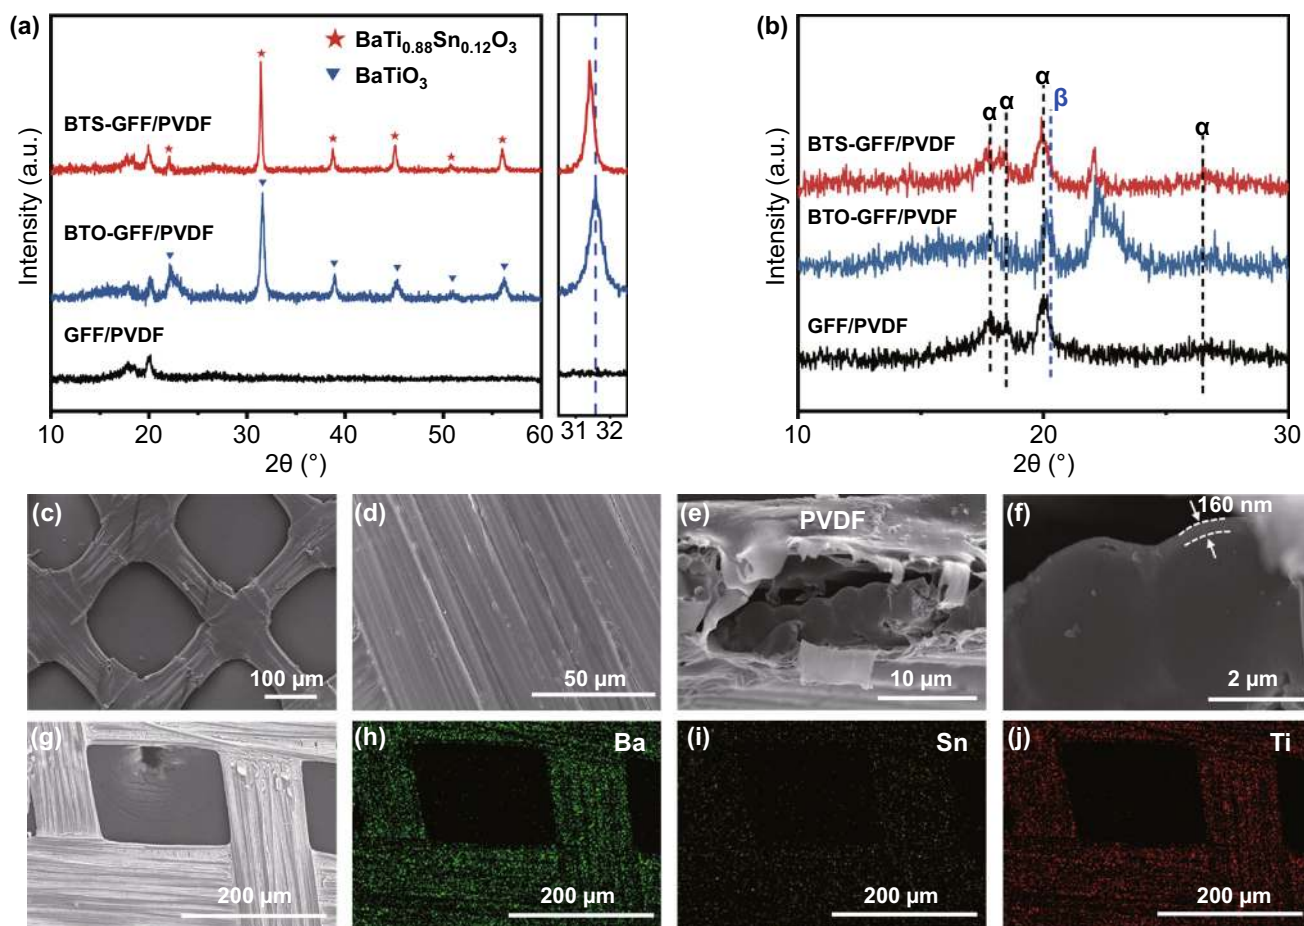 (a)
★ BaTi0.88Sn0.12O3
▼ BaTiO3
BTS-GFF/PVDF
BTO-GFF/PVDF
GFF/PVDF
Intensity (a.u.)
10 20 30 40 50 60
31 32
2θ (°)
(b)
α α α β α
BTS-GFF/PVDF
BTO-GFF/PVDF
GFF/PVDF
Intensity (a.u.)
10 20 30
2θ (°)
(c)
100 μm
(d)
50 μm
(e)
PVDF
10 μm
(f)
160 nm
2 μm
(g)
200 μm
(h)
Ba
200 μm
(i)
Sn
200 μm
(j)
Ti
200 μm